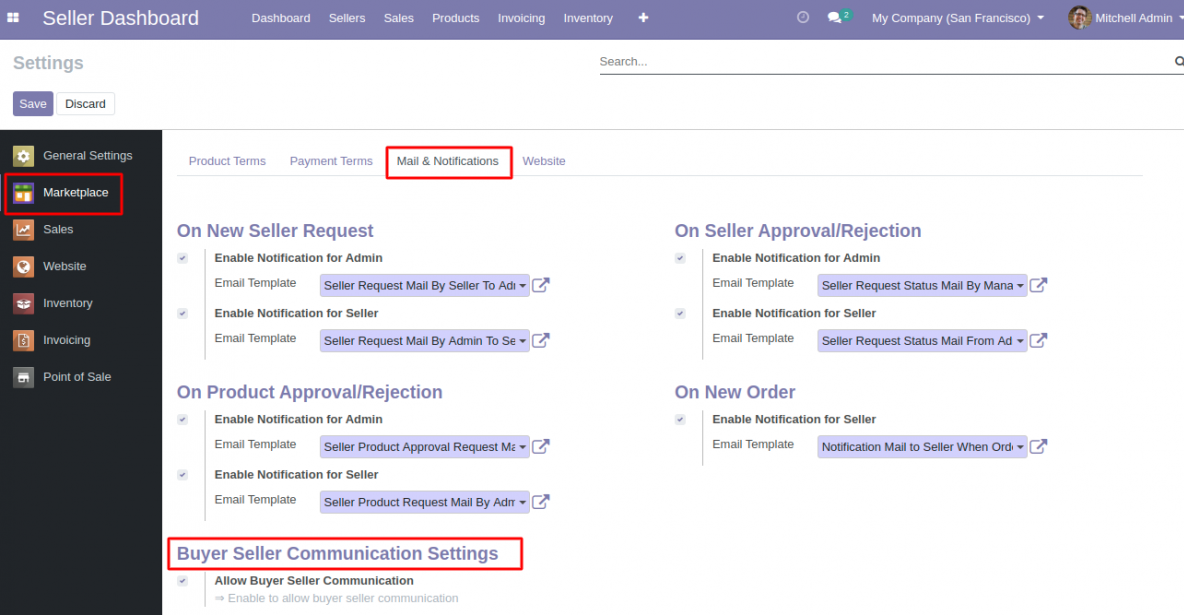 Seller Dashboard Dashboard Sellers Sales Products Invoicing Inventory + 2 My Company (San Francisco) Mitchell Admin
Settings Search...
Save Discard
General Settings
Marketplace
Sales
Website
Inventory
Invoicing
Point of Sale
Product Terms Payment Terms Mail & Notifications Website
On New Seller Request
Enable Notification for Admin
Email Template Seller Request Mail By Seller To Adr
Enable Notification for Seller
Email Template Seller Request Mail By Admin To Se
On Seller Approval/Rejection
Enable Notification for Admin
Email Template Seller Request Status Mail By Mana
Enable Notification for Seller
Email Template Seller Request Status Mail From Ad
On Product Approval/Rejection
Enable Notification for Admin
Email Template Seller Product Approval Request Ma
Enable Notification for Seller
Email Template Seller Product Request Mail By Adm
On New Order
Enable Notification for Seller
Email Template Notification Mail to Seller When Ord
Buyer Seller Communication Settings
Allow Buyer Seller Communication
⇒ Enable to allow buyer seller communication